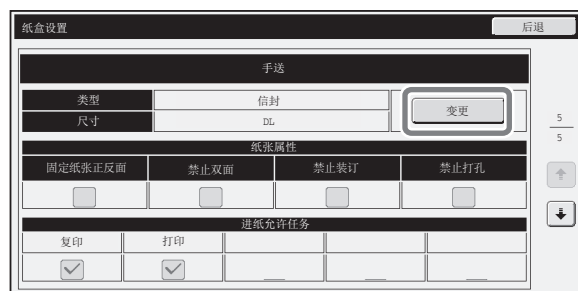 纸盒设置 后退
手送
类型 信封
变更
尺寸 DL
5
5
纸张属性
固定纸张正反面 禁止双面 禁止装订 禁止打孔
进纸允许任务
复印 打印